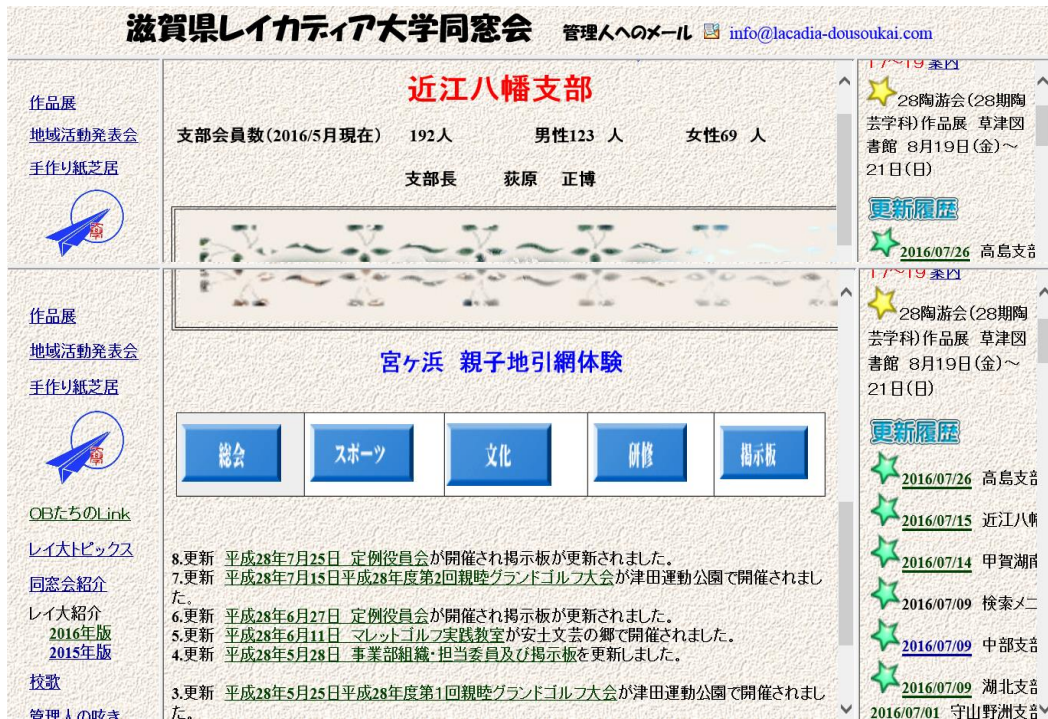 滋賀県レイカディア大学同窓会 管理人へのメール info@lacadia-dousoukai.com
作品展
地域活動発表会
手作り紙芝居
近江八幡支部
支部会員数(2016/5月現在) 192人 男性123 人 女性69 人
支部長 荻原 正博
17~19 案内
28陶游会(28期陶
芸学科)作品展 草津図
書館 8月19日(金)~
21日(日)
更新履歴
2016/07/26 高島支部
作品展
地域活動発表会
手作り紙芝居
OBたちのLink
レイ大トピックス
同窓会紹介
レイ大紹介
2016年版
2015年版
校歌
管理人の呟き
宮ヶ浜 親子地引網体験
総会 スポーツ 文化 研修 掲示板
8.更新 平成28年7月25日 定例役員会が開催され掲示板が更新されました。
7.更新 平成28年7月15日平成28年度第2回親睦グランドゴルフ大会が津田運動公園で開催されまし
た。
6.更新 平成28年6月27日 定例役員会が開催され掲示板が更新されました。
5.更新 平成28年6月11日 マレットゴルフ実践教室が安土文芸の郷で開催されました。
4.更新 平成28年5月28日 事業部組織・担当委員及び掲示板を更新しました。
3.更新 平成28年5月25日平成28年度第1回親睦グランドゴルフ大会が津田運動公園で開催されまし
た。
17~19 案内
28陶游会(28期陶
芸学科)作品展 草津図
書館 8月19日(金)~
21日(日)
更新履歴
2016/07/26 高島支部
2016/07/15 近江八幡
2016/07/14 甲賀湖南
2016/07/09 検索メニ
2016/07/09 中部支部
2016/07/09 湖北支部
2016/07/01 守山野洲支部